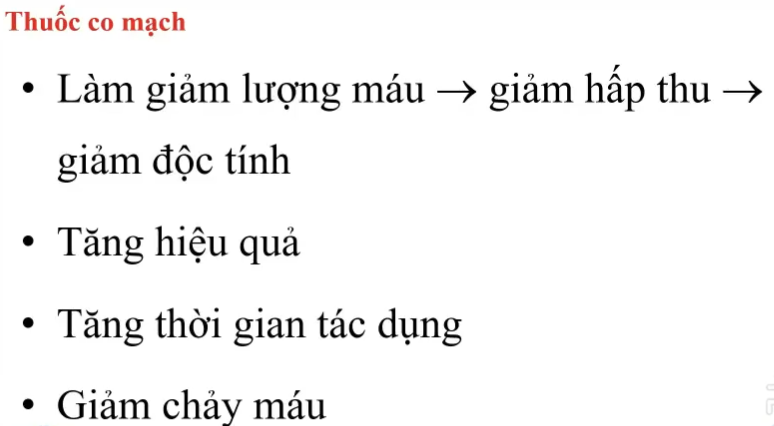 Thuốc co mạch
• Làm giảm lượng máu → giảm hấp thu →
giảm độc tính
• Tăng hiệu quả
• Tăng thời gian tác dụng
• Giảm chảy máu